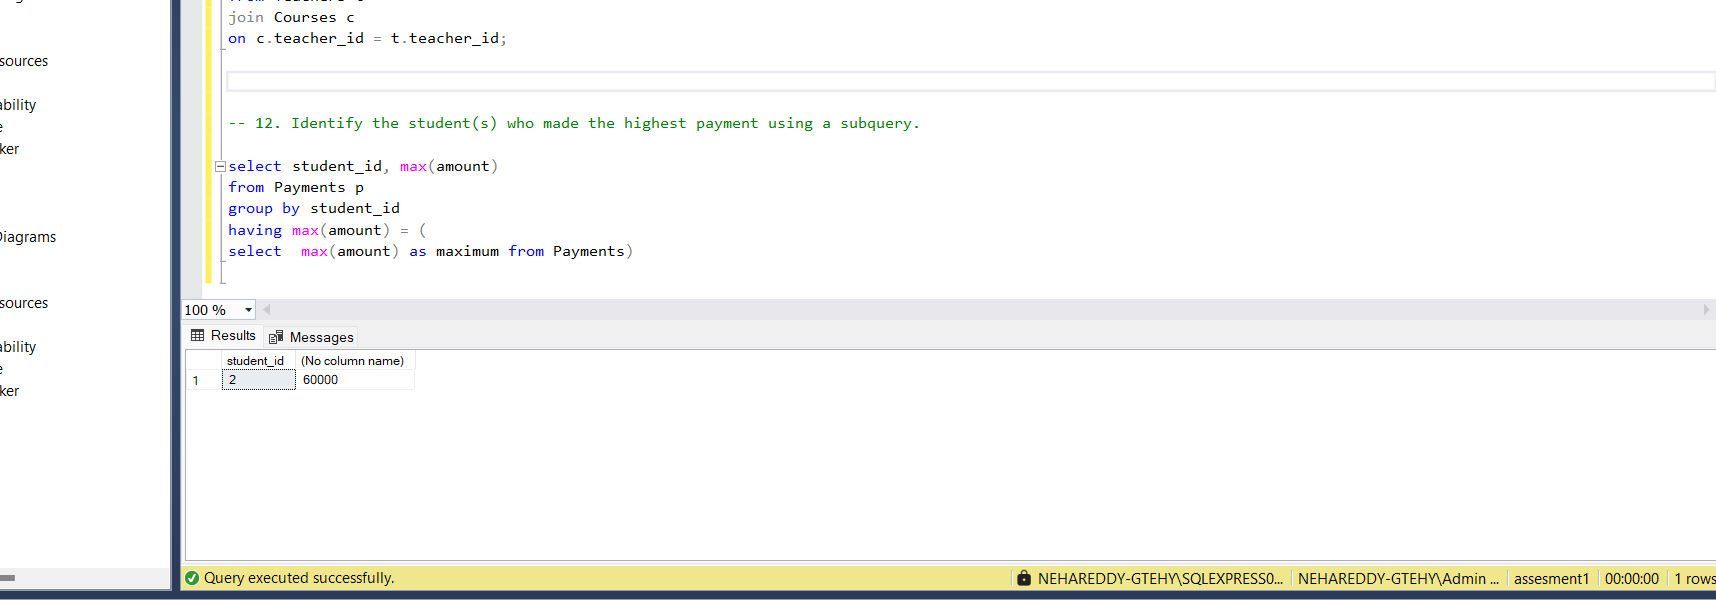 sources
ability
e
ker
Diagrams
sources
ability
e
ker
join Courses c
on c.teacher_id = t.teacher_id;
-- 12. Identify the student(s) who made the highest payment using a subquery.
select student_id, max(amount)
from Payments p
group by student_id
having max(amount) = (
select  max(amount) as maximum from Payments)
100 %
Results Messages
student_id (No column name)
1 2 60000
Query executed successfully. NEHAREDDY-GTEHY\SQLEXPRESS0... NEHAREDDY-GTEHY\Admin ... assesment1 00:00:00 1 rows